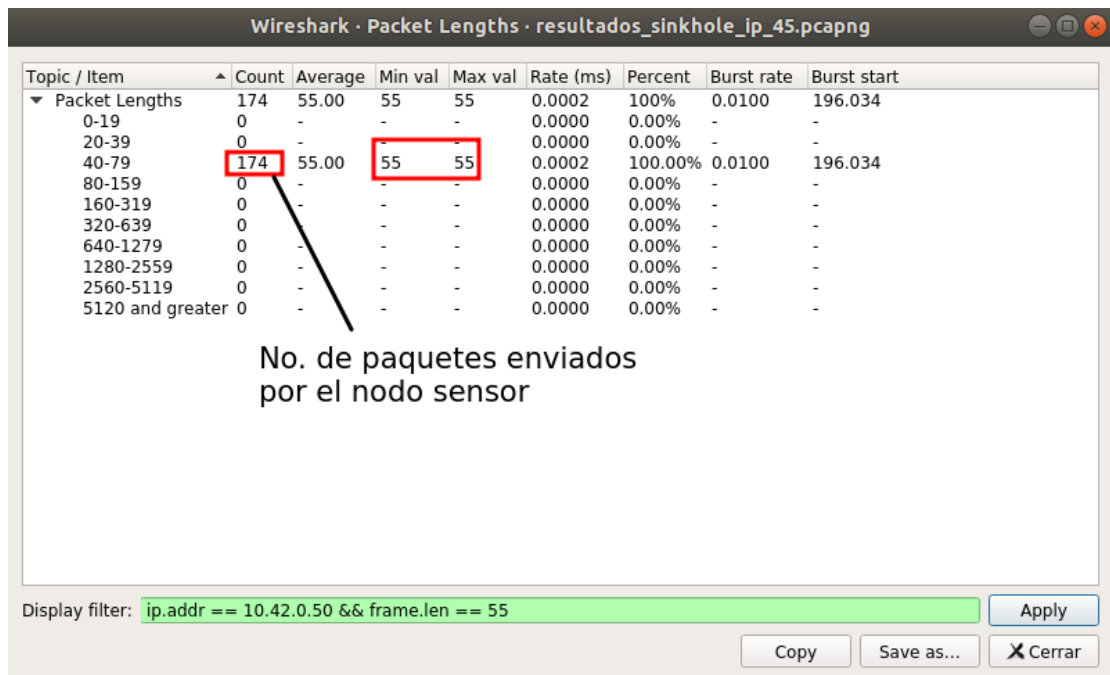 Wireshark · Packet Lengths · resultados_sinkhole_ip_45.pcapng
Topic / Item Count Average Min val Max val Rate (ms) Percent Burst rate Burst start
Packet Lengths 174 55.00 55 55 0.0002 100% 0.0100 196.034
0-19 0 - - - 0.0000 0.00% - -
20-39 0 - - - 0.0000 0.00% - -
40-79 174 55.00 55 55 0.0002 100.00% 0.0100 196.034
80-159 0 - - - 0.0000 0.00% - -
160-319 0 - - - 0.0000 0.00% - -
320-639 0 - - - 0.0000 0.00% - -
640-1279 0 - - - 0.0000 0.00% - -
1280-2559 0 - - - 0.0000 0.00% - -
2560-5119 0 - - - 0.0000 0.00% - -
5120 and greater 0 - - - 0.0000 0.00% - -
No. de paquetes enviados
por el nodo sensor
Display filter: ip.addr == 10.42.0.50 && frame.len == 55 Apply
Copy Save as... Cerrar